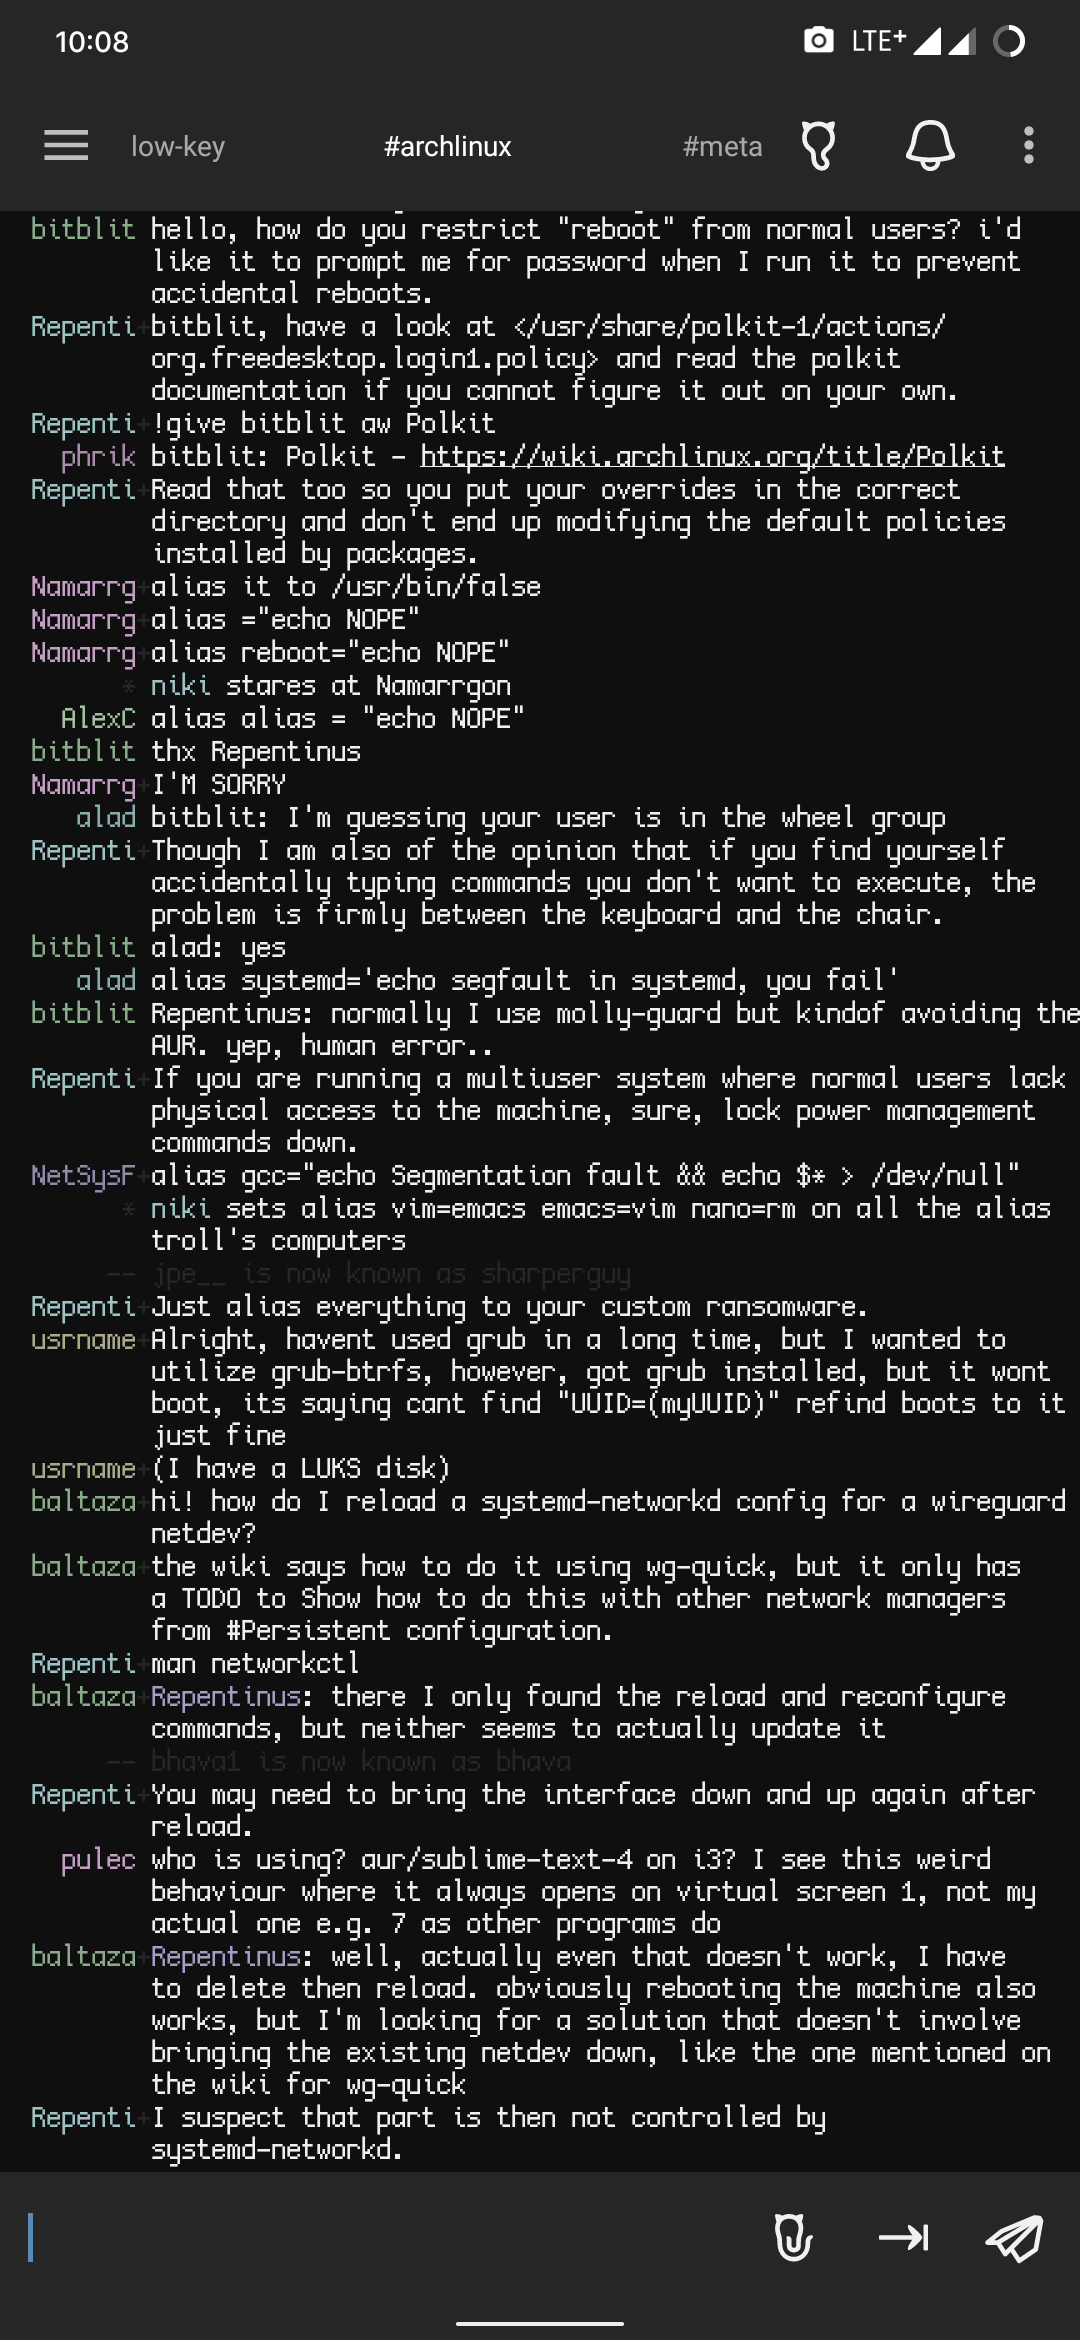 10:08 LTE+
low-key #archlinux #meta
bitblit hello, how do you restrict "reboot" from normal users? i'd
like it to prompt me for password when I run it to prevent
accidental reboots.
Repenti+bitblit, have a look at </usr/share/polkit-1/actions/
org.freedesktop.login1.policy> and read the polkit
documentation if you cannot figure it out on your own.
Repenti+!give bitblit aw Polkit
phrik bitblit: Polkit - https://wiki.archlinux.org/title/Polkit
Repenti+Read that too so you put your overrides in the correct
directory and don't end up modifying the default policies
installed by packages.
Namarrg+alias it to /usr/bin/false
Namarrg+alias ="echo NOPE"
Namarrg+alias reboot="echo NOPE"
* niki stares at Namarrgon
AlexC alias alias = "echo NOPE"
bitblit thx Repentinus
Namarrg+I'M SORRY
alad bitblit: I'm guessing your user is in the wheel group
Repenti+Though I am also of the opinion that if you find yourself
accidentally typing commands you don't want to execute, the
problem is firmly between the keyboard and the chair.
bitblit alad: yes
alad alias systemd='echo segfault in systemd, you fail'
bitblit Repentinus: normally I use molly-guard but kindof avoiding the
AUR. yep, human error..
Repenti+If you are running a multiuser system where normal users lack
physical access to the machine, sure, lock power management
commands down.
NetSysF+alias gcc="echo Segmentation fault && echo $* > /dev/null"
* niki sets alias vim=emacs emacs=vim nano=rm on all the alias
troll's computers
-- jpe__ is now known as sharperguy
Repenti+Just alias everything to your custom ransomware.
usrname+Alright, havent used grub in a long time, but I wanted to
utilize grub-btrfs, however, got grub installed, but it wont
boot, its saying cant find "UUID=(myUUID)" refind boots to it
just fine
usrname+(I have a LUKS disk)
baltaza+hi! how do I reload a systemd-networkd config for a wireguard
netdev?
baltaza+the wiki says how to do it using wg-quick, but it only has
a TODO to Show how to do this with other network managers
from #Persistent configuration.
Repenti+man networkctl
baltaza+Repentinus: there I only found the reload and reconfigure
commands, but neither seems to actually update it
-- bhava1 is now known as bhava
Repenti+You may need to bring the interface down and up again after
reload.
pulec who is using? aur/sublime-text-4 on i3? I see this weird
behaviour where it always opens on virtual screen 1, not my
actual one e.g. 7 as other programs do
baltaza+Repentinus: well, actually even that doesn't work, I have
to delete then reload. obviously rebooting the machine also
works, but I'm looking for a solution that doesn't involve
bringing the existing netdev down, like the one mentioned on
the wiki for wg-quick
Repenti+I suspect that part is then not controlled by
systemd-networkd.